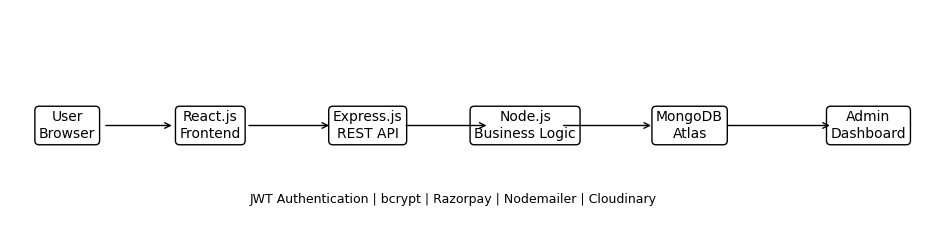 User
Browser
React.js
Frontend
Express.js
REST API
Node.js
Business Logic
MongoDB
Atlas
Admin
Dashboard
JWT Authentication | bcrypt | Razorpay | Nodemailer | Cloudinary